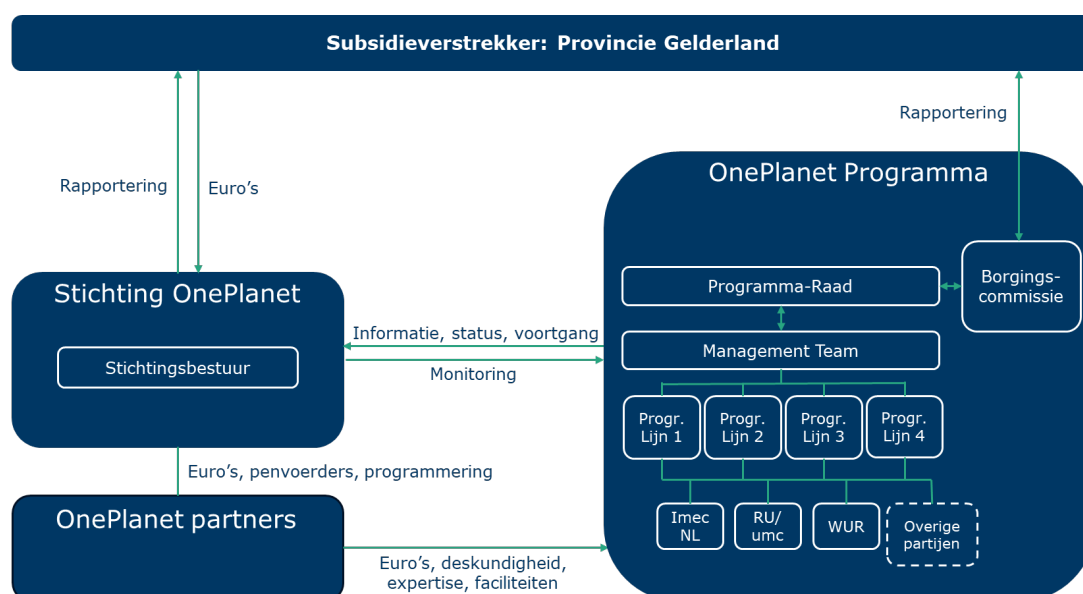 Subsidieverstrekker: Provincie Gelderland
Rapportering
Euro's
Rapportering
OnePlanet Programma
Stichting OnePlanet
Stichtingsbestuur
Informatie, status, voortgang
Monitoring
Programma-Raad
Borgings-
commissie
Management Team
Progr.
Lijn 1
Progr.
Lijn 2
Progr.
Lijn 3
Progr.
Lijn 4
Imec
NL
RU/
umc
WUR
Overige
partijen
Euro's, penvoerders, programmering
OnePlanet partners
Euro's, deskundigheid,
expertise, faciliteiten